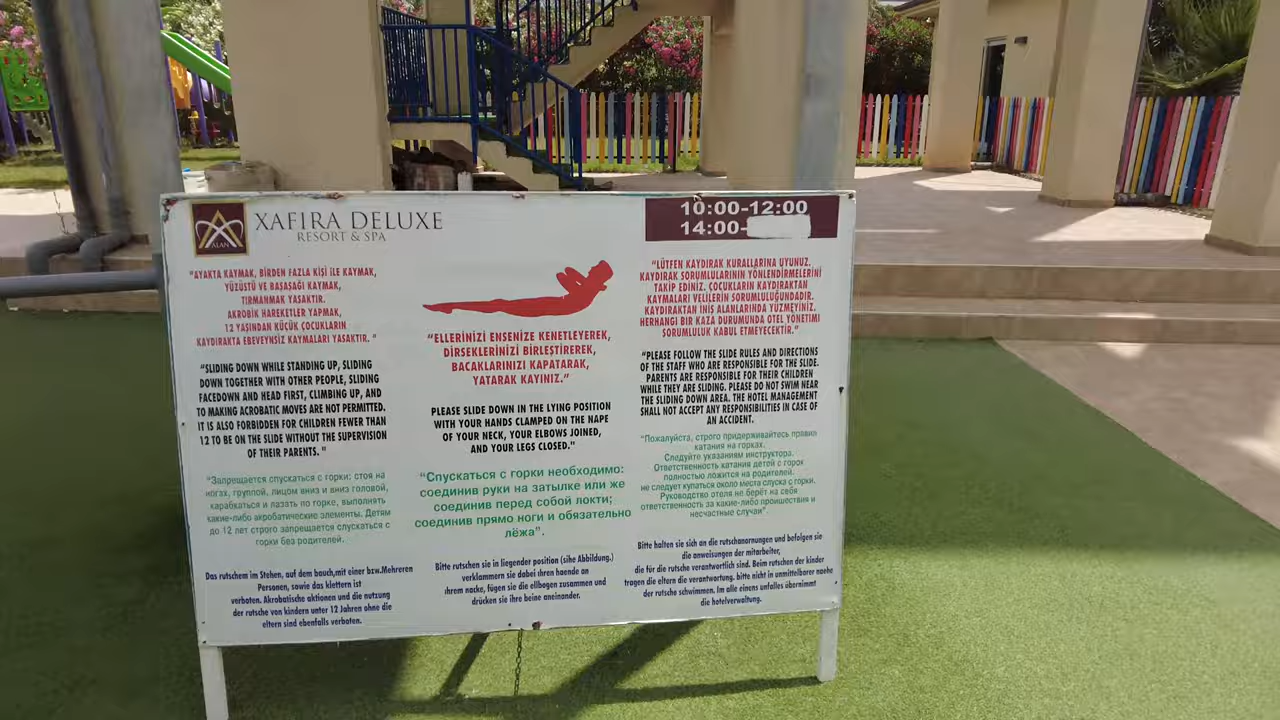 ALAN
XAFIRA DELUXE
RESORT & SPA
10:00-12:00
14:00-
"AYAKTA KAYMAK, BİRDEN FAZLA KİŞİ İLE KAYMAK,
YÜZÜSTÜ VE BAŞAŞAĞI KAYMAK,
TIRMANMAK YASAKTIR.
AKROBİK HAREKETLER YAPMAK,
12 YAŞINDAN KÜÇÜK ÇOCUKLARIN
KAYDIRAKTA EBEVEYNSİZ KAYMALARI YASAKTIR. "
"SLIDING DOWN WHILE STANDING UP, SLIDING
DOWN TOGETHER WITH OTHER PEOPLE, SLIDING
FACEDOWN AND HEAD FIRST, CLIMBING UP, AND
TO MAKING ACROBATIC MOVES ARE NOT PERMITTED.
IT IS ALSO FORBIDDEN FOR CHILDREN FEWER THAN
12 TO BE ON THE SLIDE WITHOUT THE SUPERVISION
OF THEIR PARENTS. "
"Запрещается спускаться с горки: стоя на
ногах, группой, лицом вниз и вниз головой,
карабкаться и лазать по горке, выполнять
какие-либо акробатические элементы. Детям
до 12 лет строго запрещается спускаться с
горки без родителей.
Das rutschem im Stehen, auf dem bauch,mit einer bzw.Mehreren
Personen, sowie das klettern ist
verboten. Akrobatische aktionen und die nutzung
der rutsche von kindern unter 12 Jahren ohne die
eltern sind ebenfalls verboten.
"ELLERİNİZİ ENSENIZE KENETLEYEREK,
DİRSEKLERİNİZİ BİRLEŞTİREREK,
BACAKLARINIZI KAPATARAK,
YATARAK KAYINIZ."
PLEASE SLIDE DOWN IN THE LYING POSITION
WITH YOUR HANDS CLAMPED ON THE NAPE
OF YOUR NECK, YOUR ELBOWS JOINED,
AND YOUR LEGS CLOSED."
"Спускаться с горки необходимо:
соединив руки на затылке или же
соединив перед собой локти;
соединив прямо ноги и обязательно
лёжа".
Bitte rutschen sie in liegender position (sihe Abbildung.)
verklammern sie dabei ihren haende an
ıhrem nacke, fügen sie die ellbogen zusammen und
drücken sie ihre beine aneinander.
"LÜTFEN KAYDIRAK KURALLARINA UYUNUZ.
KAYDIRAK SORUMLULARININ YÖNLENDİRMELERİNİ
TAKİP EDİNİZ. ÇOCUKLARIN KAYDIRAKTAN
KAYMALARI VELİLERİN SORUMLULUĞUNDADIR.
KAYDIRAKTAN İNİŞ ALANLARINDA YÜZMEYİNİZ.
HERHANGİ BİR KAZA DURUMUNDA OTEL YÖNETİMİ
SORUMLULUK KABUL ETMEYECEKTİR."
"PLEASE FOLLOW THE SLIDE RULES AND DIRECTIONS
OF THE STAFF WHO ARE RESPONSIBLE FOR THE SLIDE.
PARENTS ARE RESPONSIBLE FOR THEIR CHILDREN
WHILE THEY ARE SLIDING. PLEASE DO NOT SWIM NEAR
THE SLIDING DOWN AREA. THE HOTEL MANAGEMENT
SHALL NOT ACCEPT ANY RESPONSIBILITIES IN CASE OF
AN ACCIDENT.
"Пожалуйста, строго придерживайтесь правил
катания на горках.
Следуйте указаниям инструктора.
Ответственность катания детей с горок
полностью ложится на родителей.
не следует купаться около места спуска с горки.
Руководство отеля не берёт на себя
ответственность за какие-либо проишествия и
несчастные случаи".
Bitte halten sie sich an die rutschanornungen und befolgen sie
die anweisungen der mitarbeiter,
die für die rutsche verantwortlich sind. Beim rutschen der kinder
tragen die eltern die verantwortung. bitte nicht in unmittelborer naehe
der rutsche schwimmen. Im alle einens unfalles übernimmt
die hotelverwaltung.